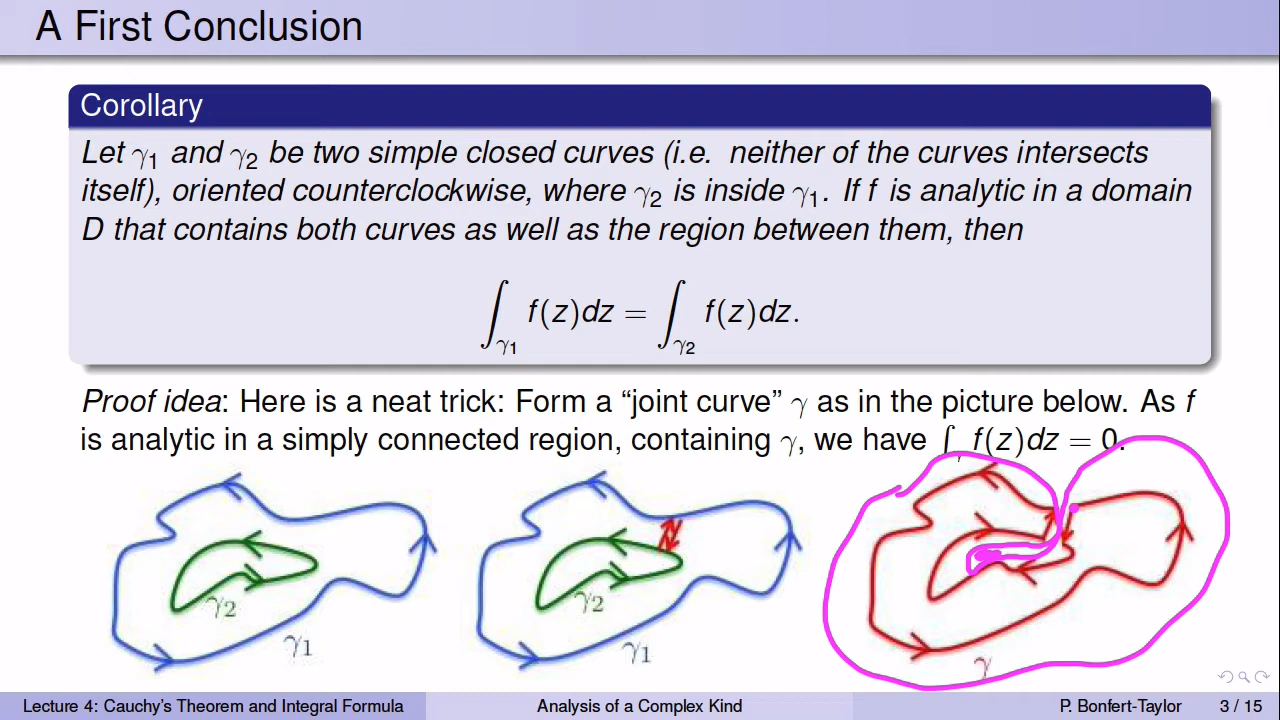 A First Conclusion
Corollary
Let γ₁ and γ₂ be two simple closed curves (i.e. neither of the curves intersects
itself), oriented counterclockwise, where γ₂ is inside γ₁. If f is analytic in a domain
D that contains both curves as well as the region between them, then
∫γ₁ f(z)dz = ∫γ₂ f(z)dz.
Proof idea: Here is a neat trick: Form a “joint curve” γ as in the picture below. As f
is analytic in a simply connected region, containing γ, we have ∫γ f(z)dz = 0.
γ₂ γ₂
γ₁ γ₁ γ
Lecture 4: Cauchy's Theorem and Integral Formula Analysis of a Complex Kind P. Bonfert-Taylor 3 / 15